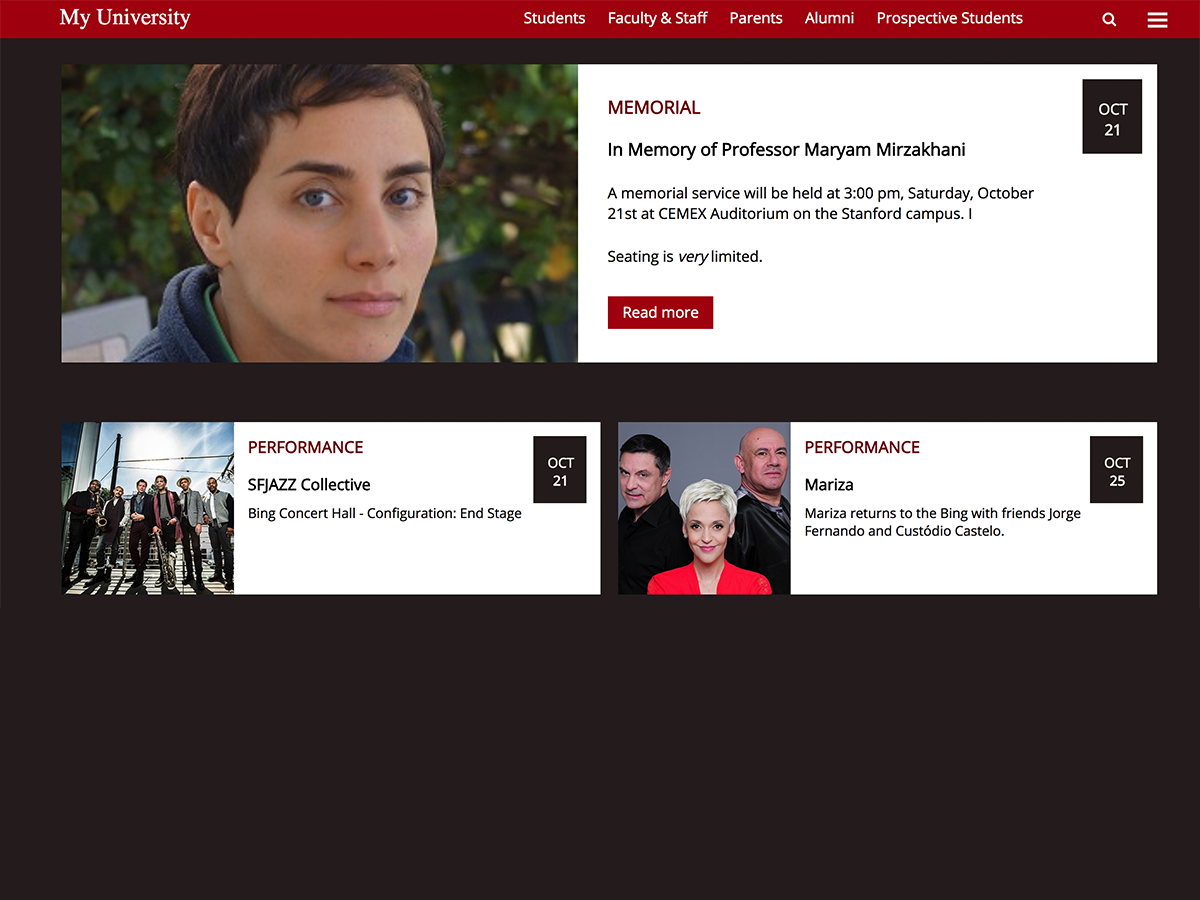 My University
Students
Faculty & Staff
Parents
Alumni
Prospective Students
MEMORIAL
OCT
21
In Memory of Professor Maryam Mirzakhani
A memorial service will be held at 3:00 pm, Saturday, October
21st at CEMEX Auditorium on the Stanford campus. I
Seating is very limited.
Read more
PERFORMANCE
OCT
21
SFJAZZ Collective
Bing Concert Hall - Configuration: End Stage
PERFORMANCE
OCT
25
Mariza
Mariza returns to the Bing with friends Jorge
Fernando and Custódio Castelo.